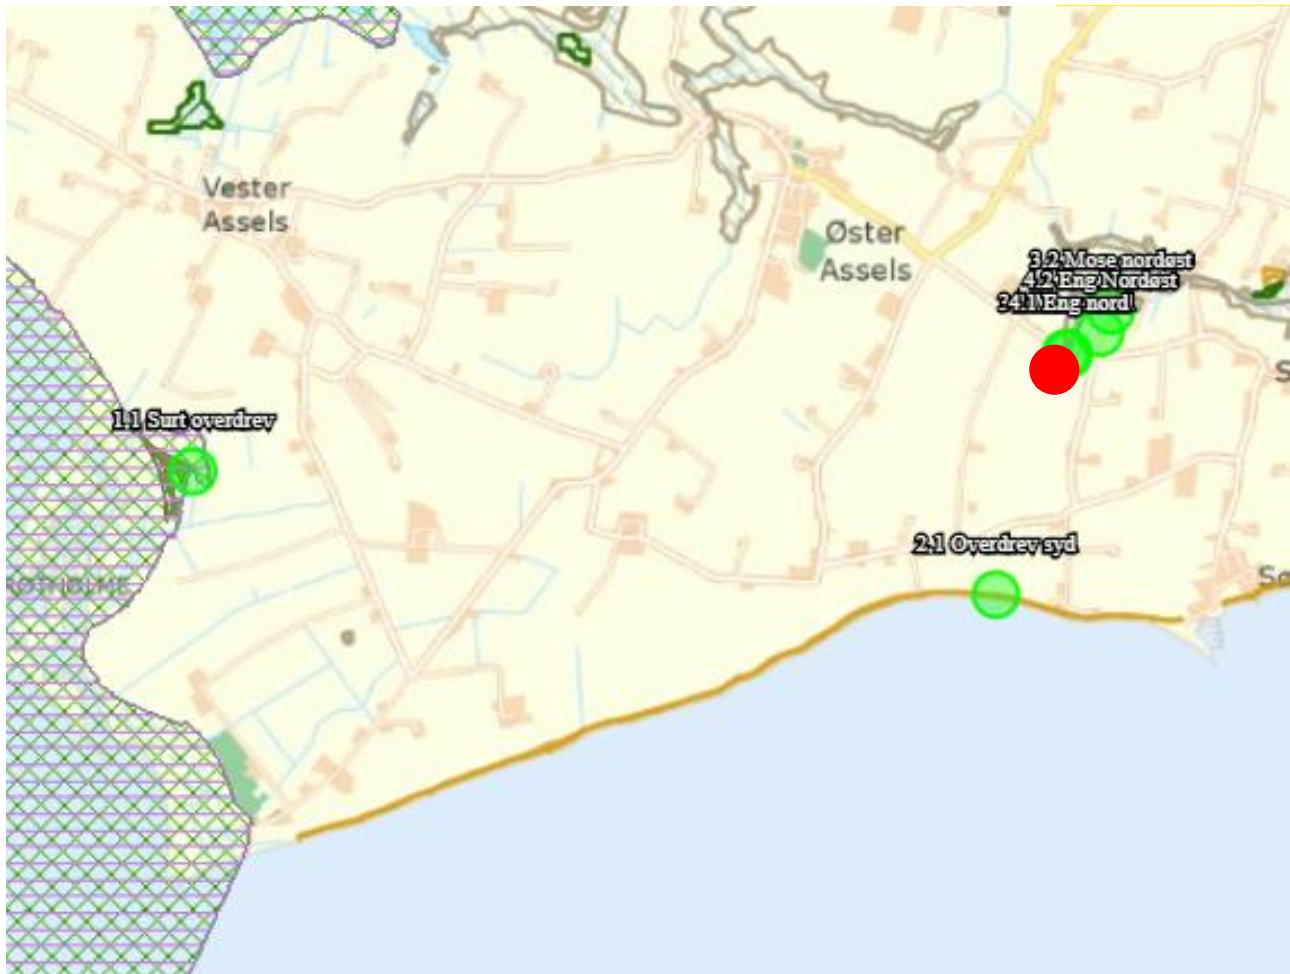 Vester
Assels
Øster
Assels
3.2 Mose nordøst
4.2 Eng Nordøst
4.1 Eng nord
S
1.1 Surt overdrev
2.1 Overdrev syd
Sø